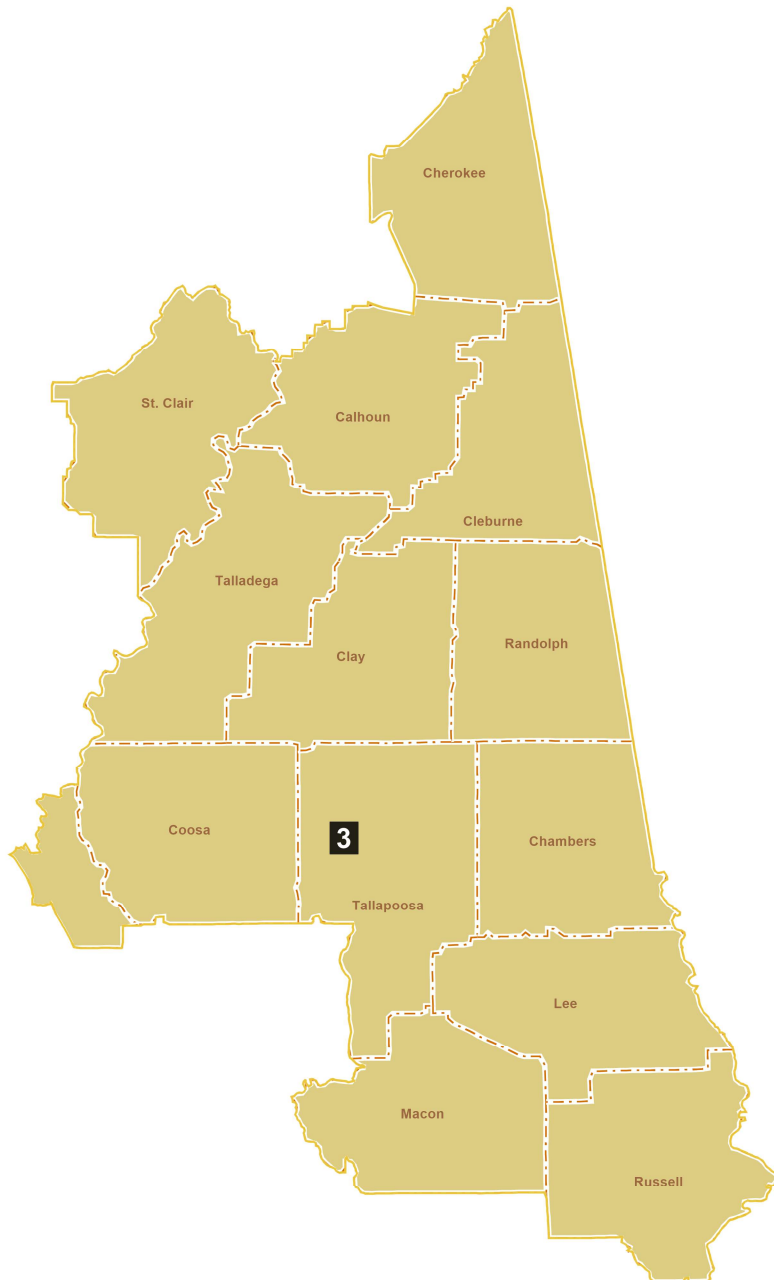 Cherokee
St. Clair
Calhoun
Cleburne
Talladega
Clay
Randolph
Coosa
3
Chambers
Tallapoosa
Lee
Macon
Russell